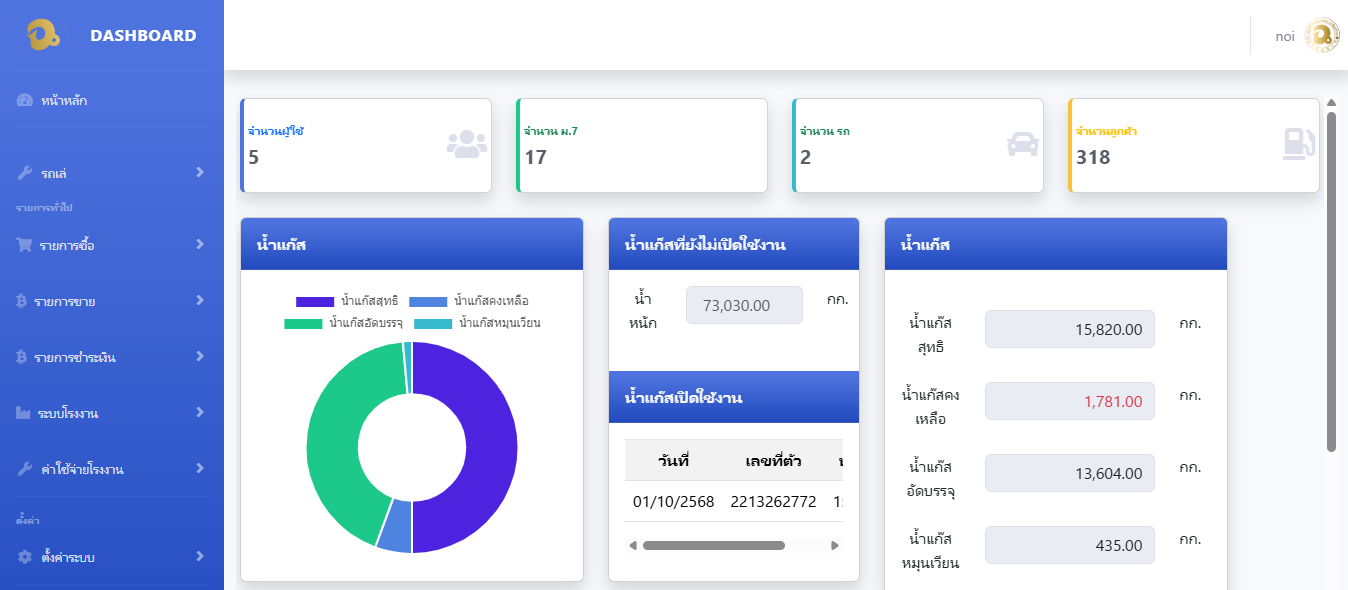 DASHBOARD
noi
หน้าหลัก
รถเล่
รายการทั่วไป
รายการซื้อ
รายการขาย
รายการชำระเงิน
ระบบโรงงาน
ค่าใช้จ่ายโรงงาน
ตั้งค่า
ตั้งค่าระบบ
จำนวนผู้ใช้
5
จำนวน ม.7
17
จำนวน รถ
2
จำนวนลูกค้า
318
น้ำแก๊ส
น้ำแก๊สสุทธิ น้ำแก๊สคงเหลือ
น้ำแก๊สอัดบรรจุ น้ำแก๊สหมุนเวียน
น้ำแก๊สที่ยังไม่เปิดใช้งาน
น้ำ
หนัก
73,030.00
กก.
น้ำแก๊สเปิดใช้งาน
วันที่ เลขที่ตัว
01/10/2568 2213262772
น้ำแก๊ส
น้ำแก๊ส
สุทธิ
15,820.00
กก.
น้ำแก๊สคง
เหลือ
1,781.00
กก.
น้ำแก๊ส
อัดบรรจุ
13,604.00
กก.
น้ำแก๊ส
หมุนเวียน
435.00
กก.